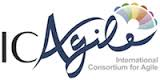 ICAgile
International
Consortium for Agile